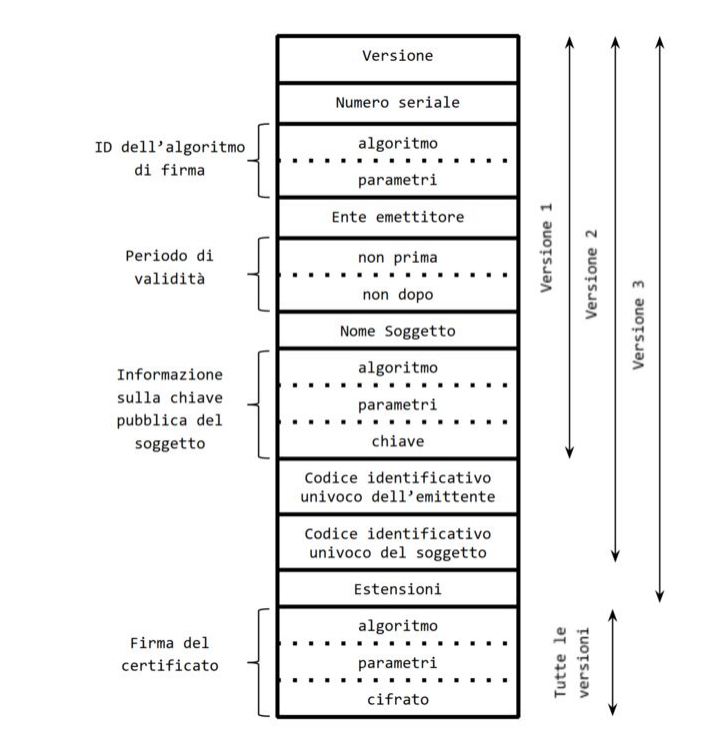 Versione
Numero seriale
ID dell'algoritmo
di firma
algoritmo
parametri
Ente emettitore
Periodo di
validità
non prima
non dopo
Nome Soggetto
Informazione
sulla chiave
pubblica del
soggetto
algoritmo
parametri
chiave
Codice identificativo
univoco dell'emittente
Codice identificativo
univoco del soggetto
Estensioni
Firma del
certificato
algoritmo
parametri
cifrato
Versione 1
Versione 2
Versione 3
Tutte le
versioni